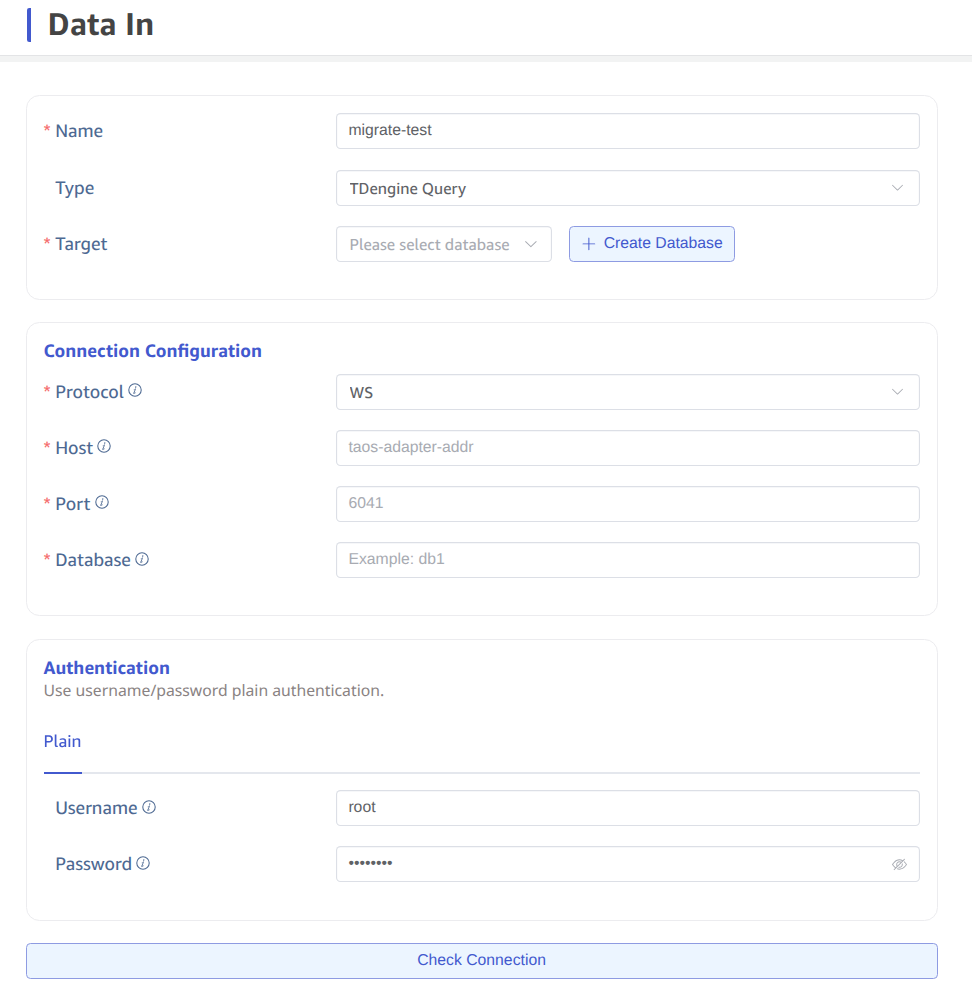 Data In
* Name migrate-test
Type TDengine Query
* Target Please select database + Create Database
Connection Configuration
* Protocol WS
* Host taos-adapter-addr
* Port 6041
* Database Example: db1
Authentication
Use username/password plain authentication.
Plain
Username root
Password ••••••••
Check Connection